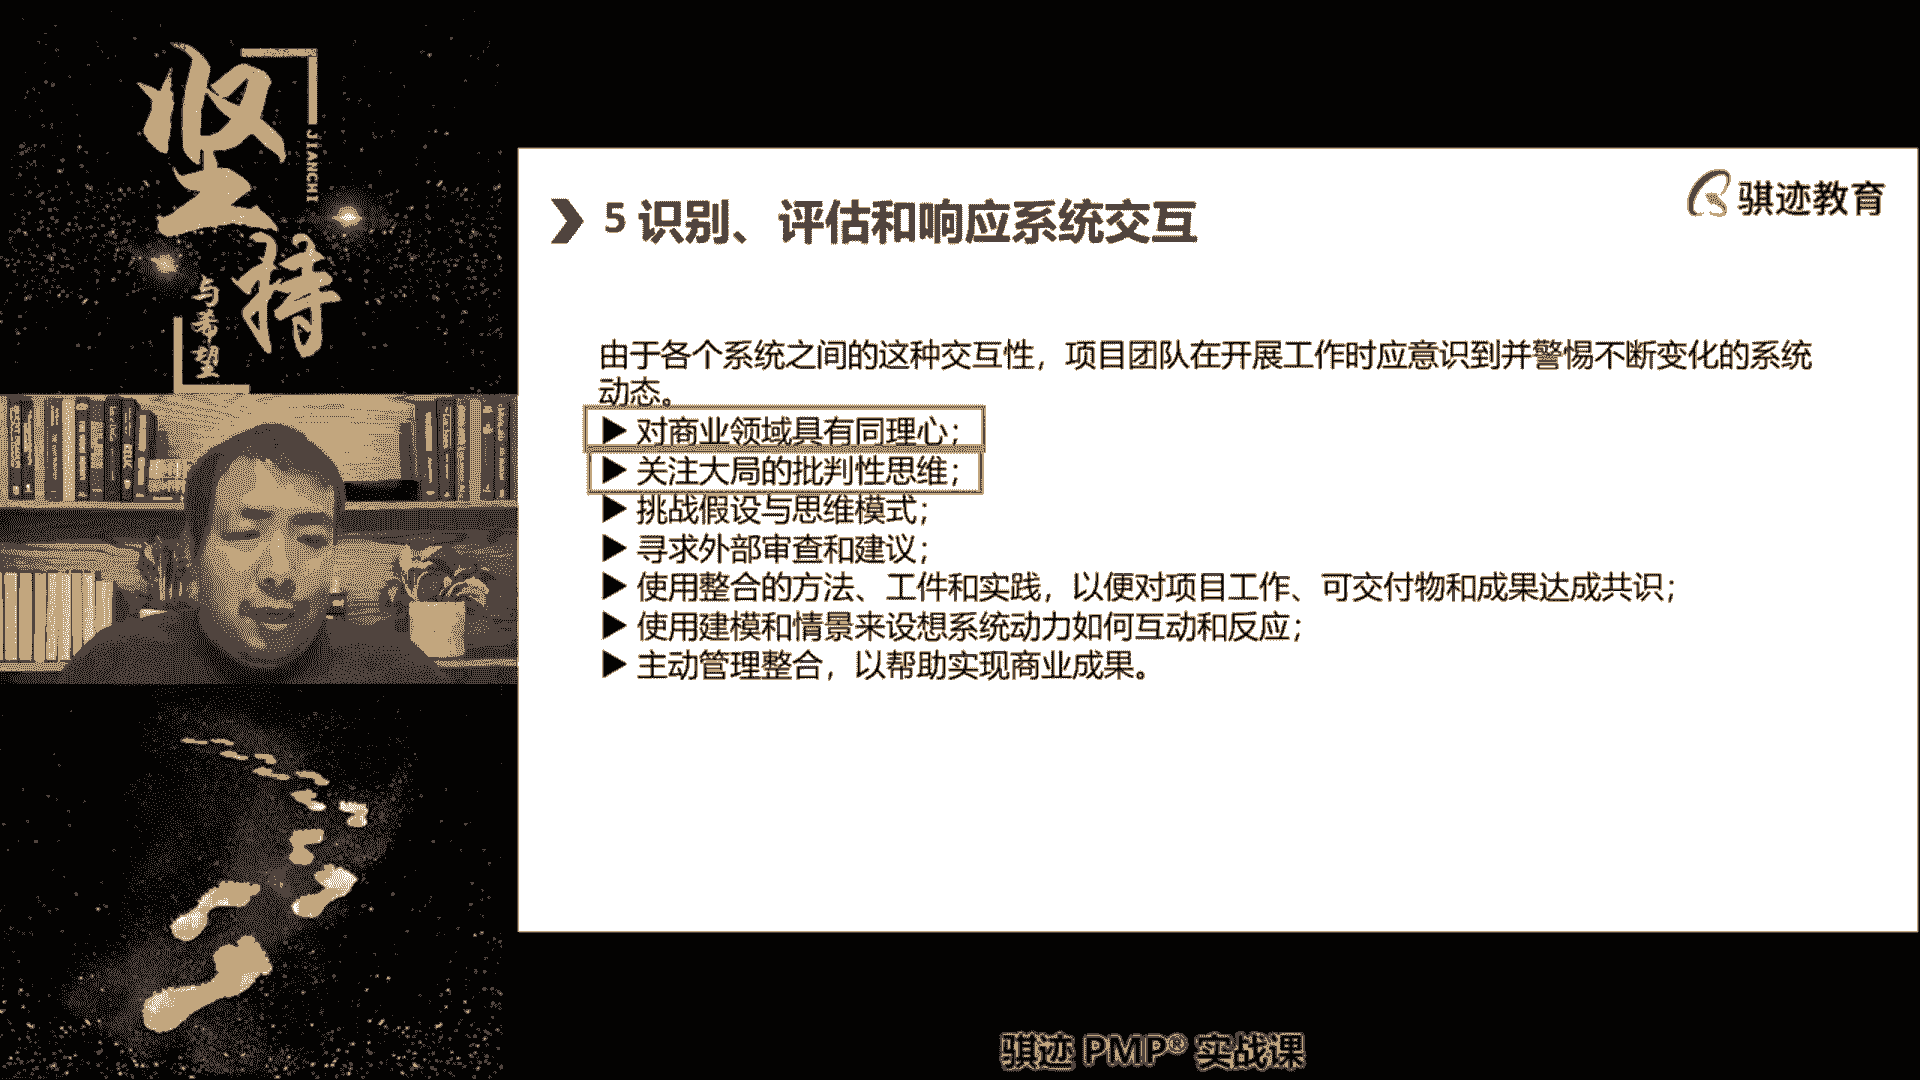 坚持
JIANCHI
与希望
骐迹教育
5 识别、评估和响应系统交互
由于各个系统之间的这种交互性，项目团队在开展工作时应意识到并警惕不断变化的系统
动态。
▶ 对商业领域具有同理心；
▶ 关注大局的批判性思维；
▶ 挑战假设与思维模式；
▶ 寻求外部审查和建议；
▶ 使用整合的方法、工件和实践，以便对项目工作、可交付物和成果达成共识；
▶ 使用建模和情景来设想系统动力如何互动和反应；
▶ 主动管理整合，以帮助实现商业成果。
骐迹 PMP® 实战课